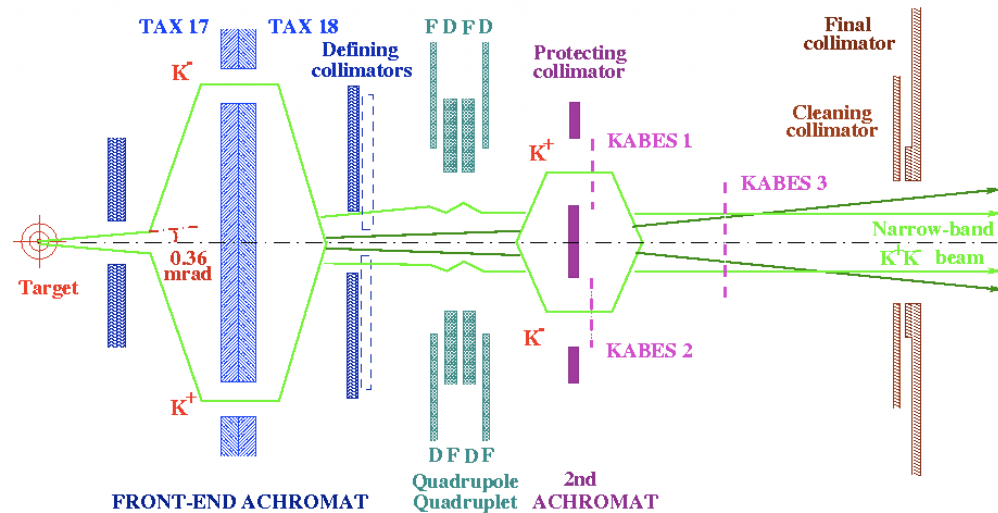 TAX 17 TAX 18
F D F D
Final
collimator
Defining
collimators
Protecting
collimator
K-
Cleaning
collimator
K+
KABES 1
KABES 3
Narrow-band
0.36
mrad
Target
K+K- beam
K-
KABES 2
K+
D F D F
Quadrupole
Quadruplet
2nd
ACHROMAT
FRONT-END ACHROMAT